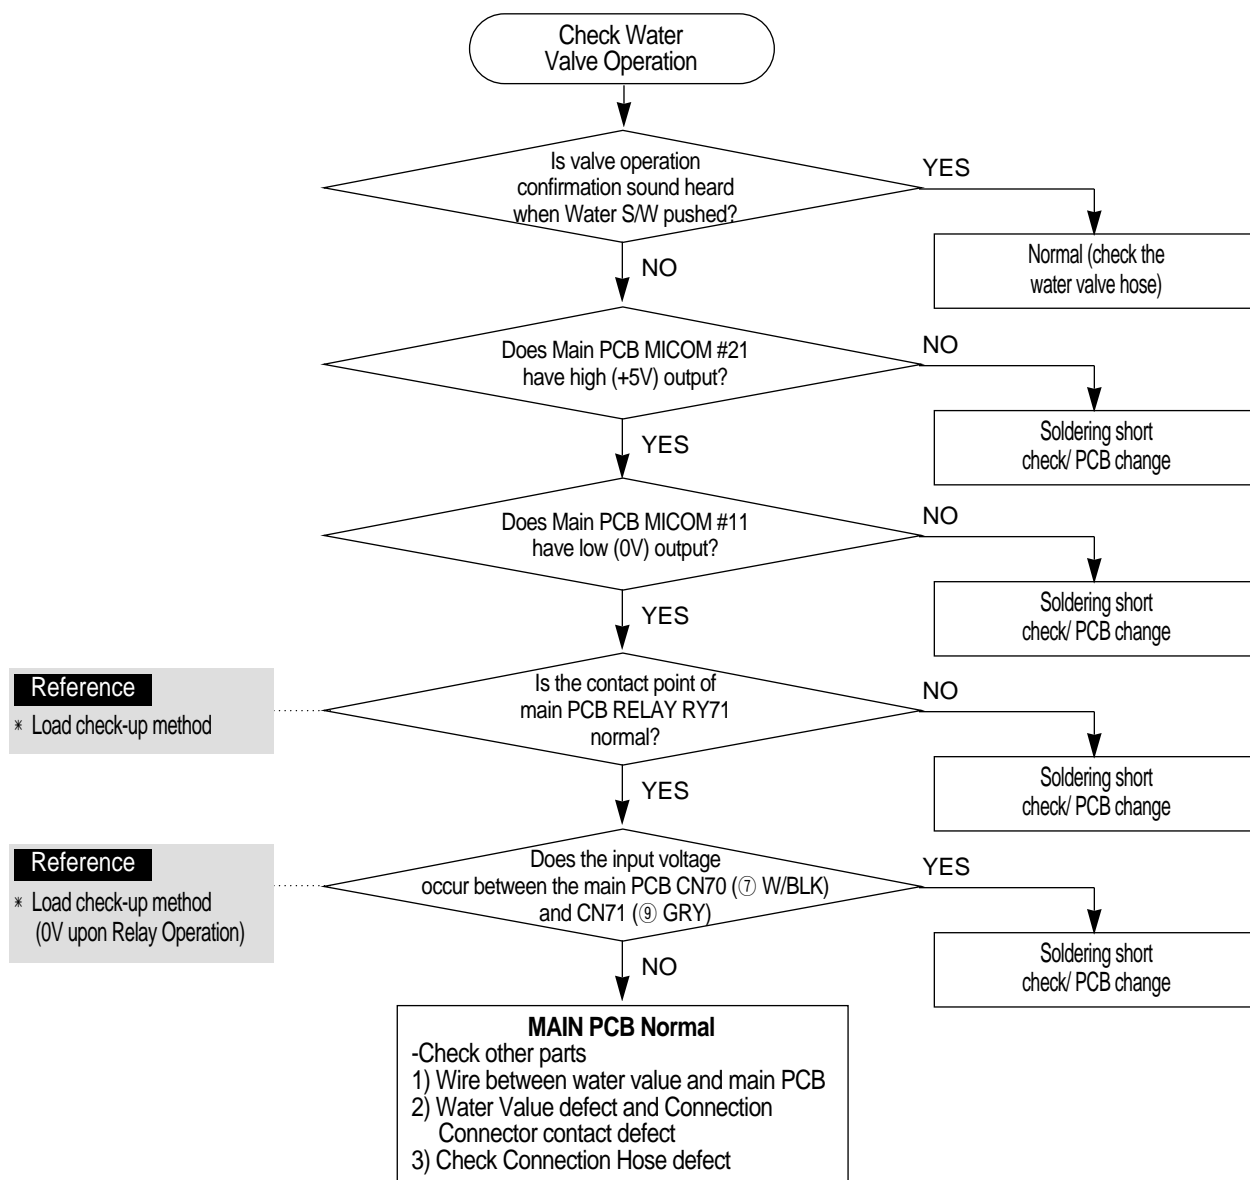 Check Water
Valve Operation
Is valve operation
confirmation sound heard
when Water S/W pushed?
YES
Normal (check the
water valve hose)
NO
Does Main PCB MICOM #21
have high (+5V) output?
NO
Soldering short
check/ PCB change
YES
Does Main PCB MICOM #11
have low (0V) output?
NO
Soldering short
check/ PCB change
YES
Reference
* Load check-up method
Is the contact point of
main PCB RELAY RY71
normal?
NO
Soldering short
check/ PCB change
YES
Reference
* Load check-up method
(0V upon Relay Operation)
Does the input voltage
occur between the main PCB CN70 (⑦ W/BLK)
and CN71 (⑨ GRY)
YES
Soldering short
check/ PCB change
NO
MAIN PCB Normal
-Check other parts
1) Wire between water value and main PCB
2) Water Value defect and Connection
Connector contact defect
3) Check Connection Hose defect